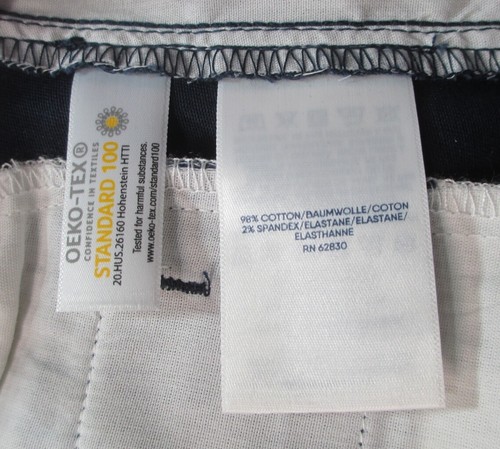 OEKO-TEX®
CONFIDENCE IN TEXTILES
STANDARD 100
20.HUS.26160 Hohenstein HTTI
Tested for harmful substances.
www.oeko-tex.com/standard100
98% COTTON/BAUMWOLLE/COTON
2% SPANDEX/ELASTANE/ELASTANE/
ELASTHANNE
RN 62830